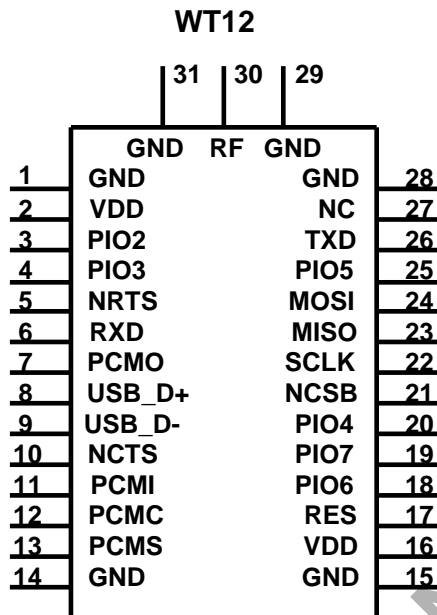 WT12
31 30 29
GND RF GND
1 GND GND 28
2 VDD NC 27
3 PIO2 TXD 26
4 PIO3 PIO5 25
5 NRTS MOSI 24
6 RXD MISO 23
7 PCMO SCLK 22
8 USB_D+ NCSB 21
9 USB_D- PIO4 20
10 NCTS PIO7 19
11 PCMI PIO6 18
12 PCMC RES 17
13 PCMS VDD 16
14 GND GND 15